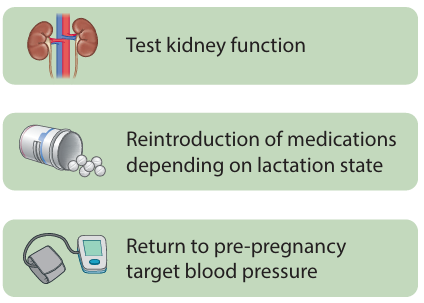 Test kidney function
Reintroduction of medications
depending on lactation state
Return to pre-pregnancy
target blood pressure